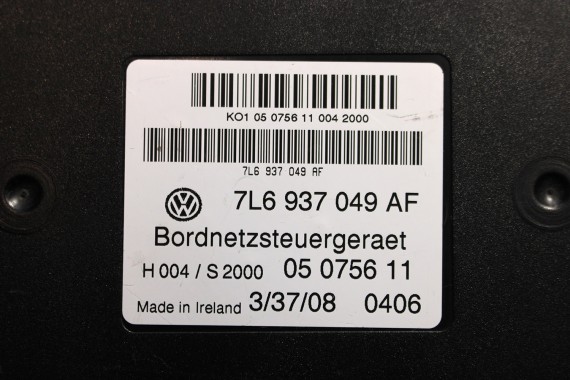 KO1 05 0756 11 004 2000
7L6 937 049 AF
7L6 937 049 AF
Bordnetzsteuergeraet
H 004 / S 2000 05 0756 11
Made in Ireland 3/37/08 0406